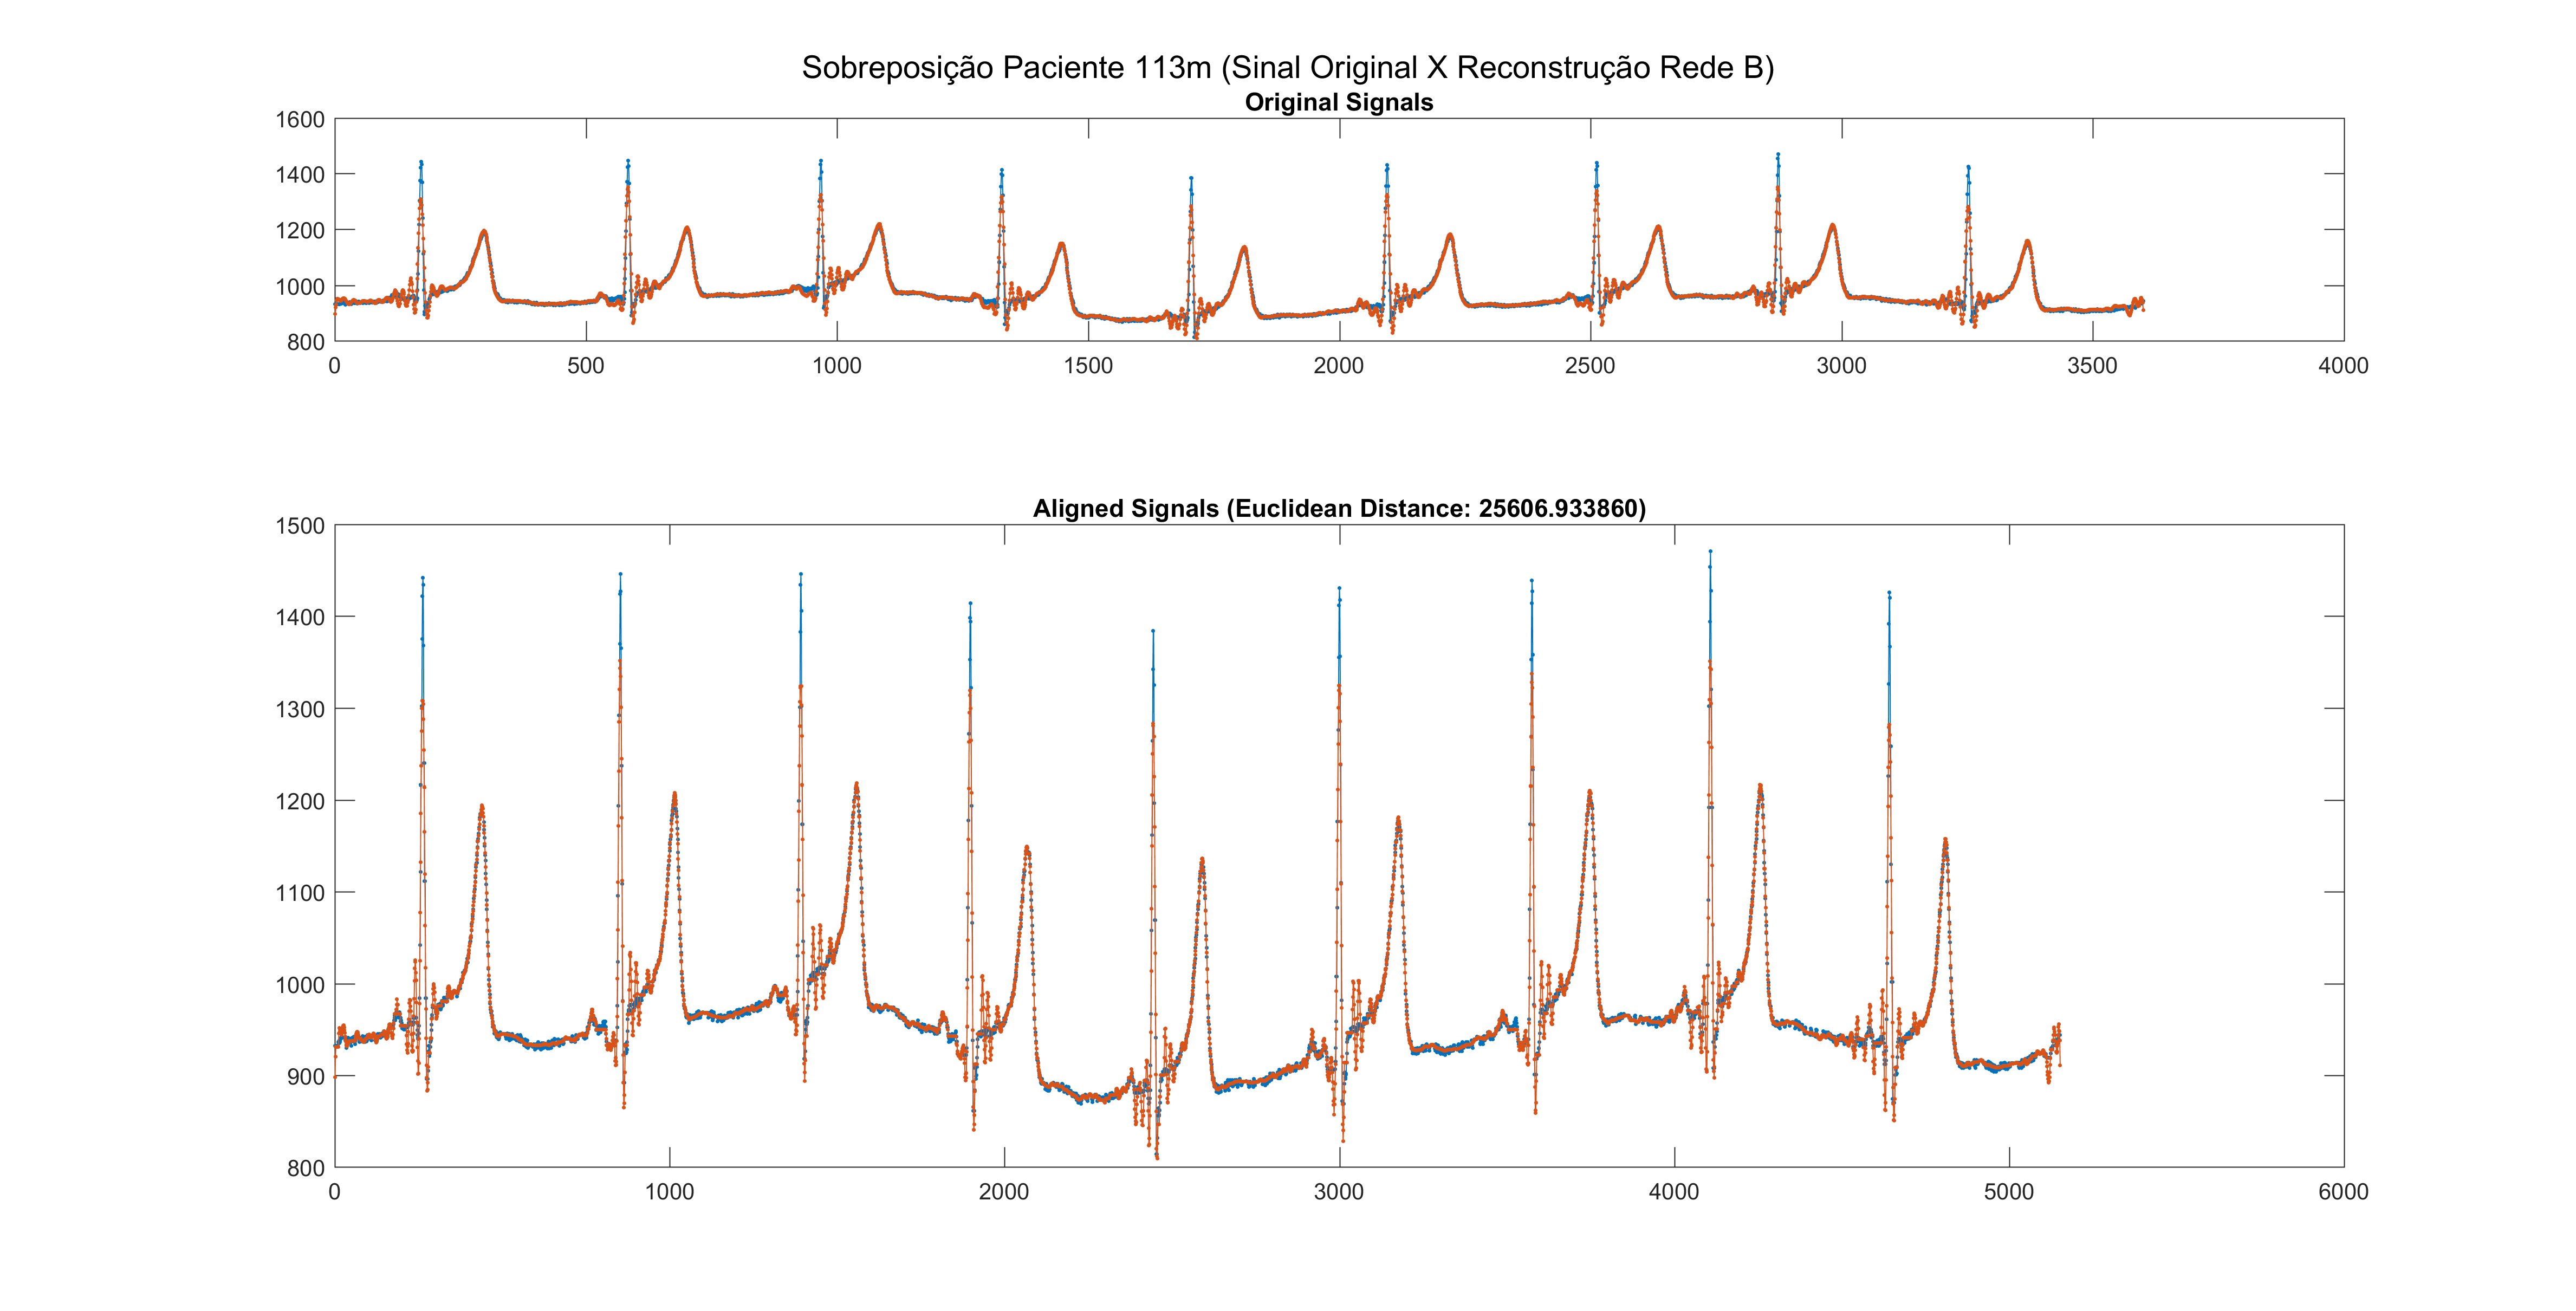 Sobreposição Paciente 113m (Sinal Original X Reconstrução Rede B)
Original Signals
1600
1400
1200
1000
800
0 500 1000 1500 2000 2500 3000 3500 4000
Aligned Signals (Euclidean Distance: 25606.933860)
1500
1400
1300
1200
1100
1000
900
800
0 1000 2000 3000 4000 5000 6000